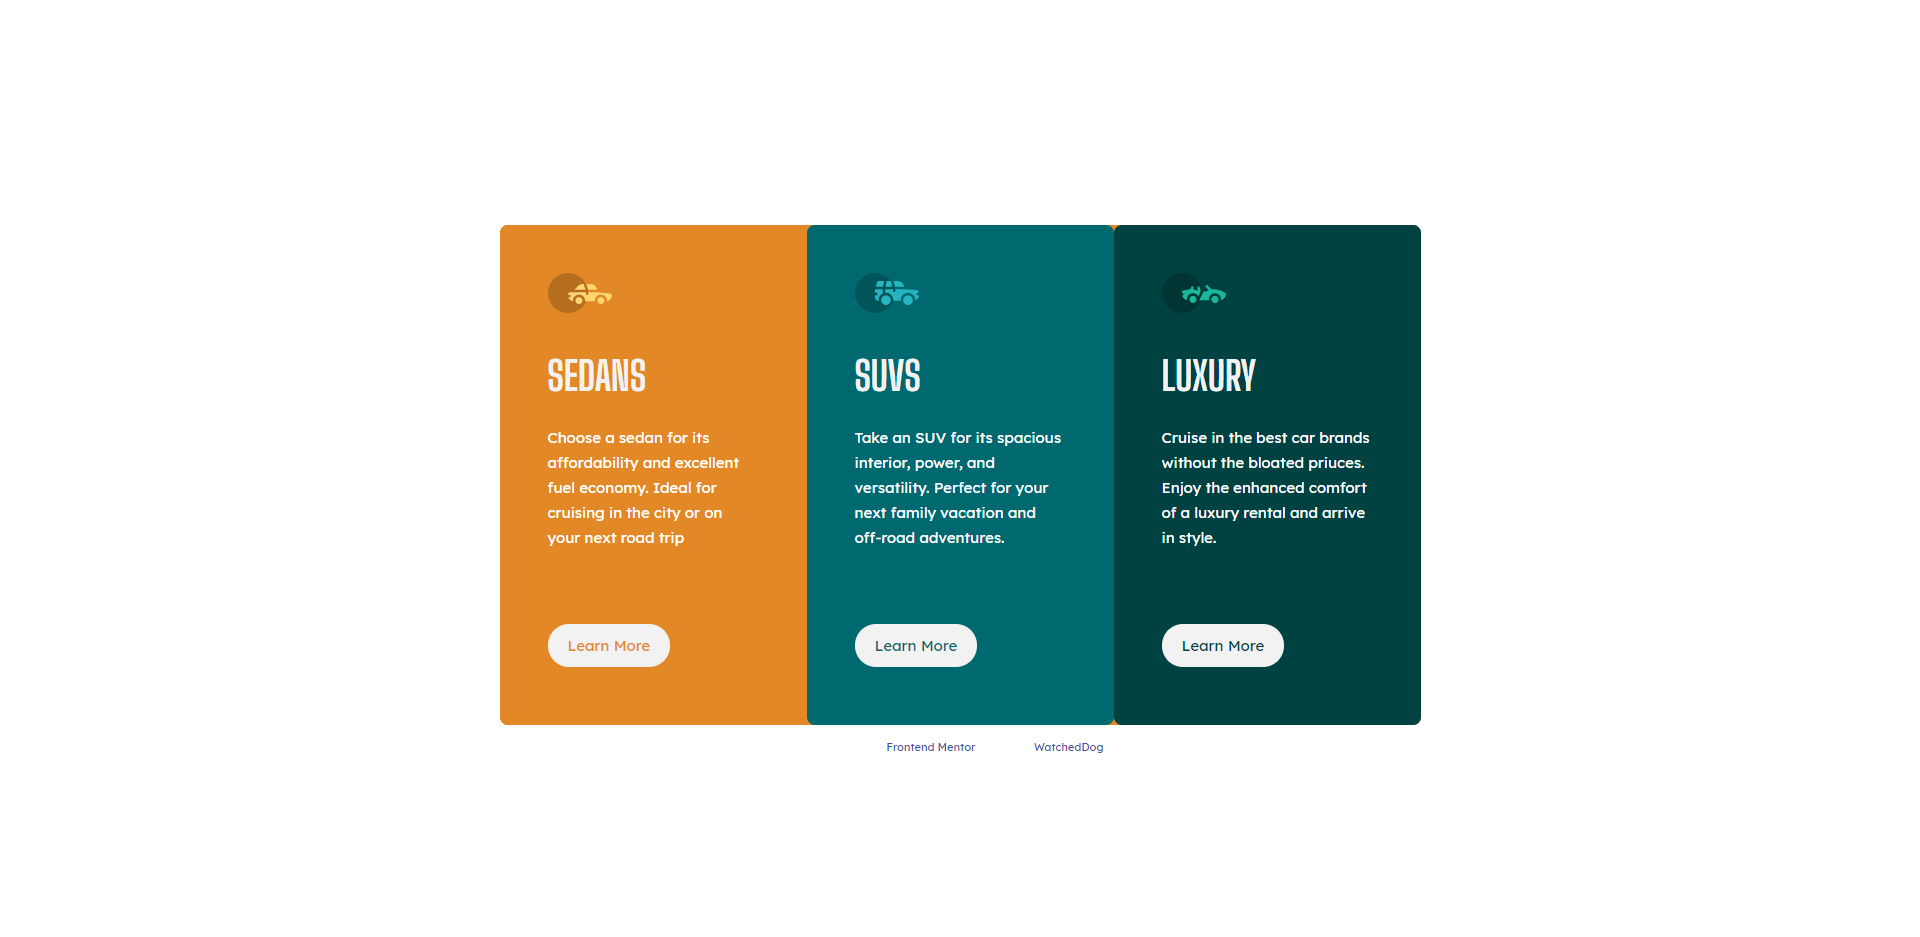 SEDANS
Choose a sedan for its
affordability and excellent
fuel economy. Ideal for
cruising in the city or on
your next road trip
Learn More
SUVS
Take an SUV for its spacious
interior, power, and
versatility. Perfect for your
next family vacation and
off-road adventures.
Learn More
LUXURY
Cruise in the best car brands
without the bloated priuces.
Enjoy the enhanced comfort
of a luxury rental and arrive
in style.
Learn More
Frontend Mentor
WatchedDog